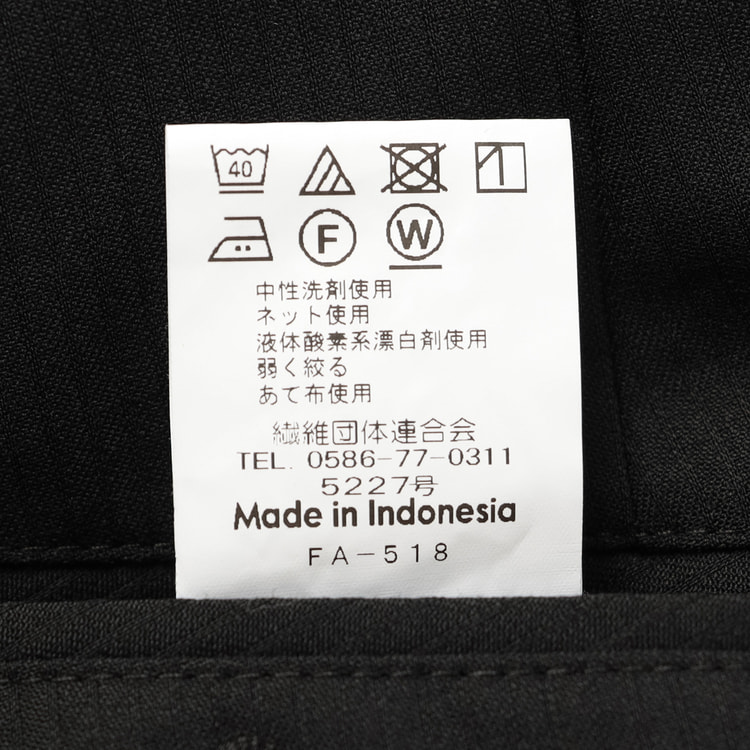 40
F
W
中性洗剤使用
ネット使用
液体酸素系漂白剤使用
弱く絞る
あて布使用
繊維団体連合会
TEL. 0586-77-0311
5227号
Made in Indonesia
FA-518